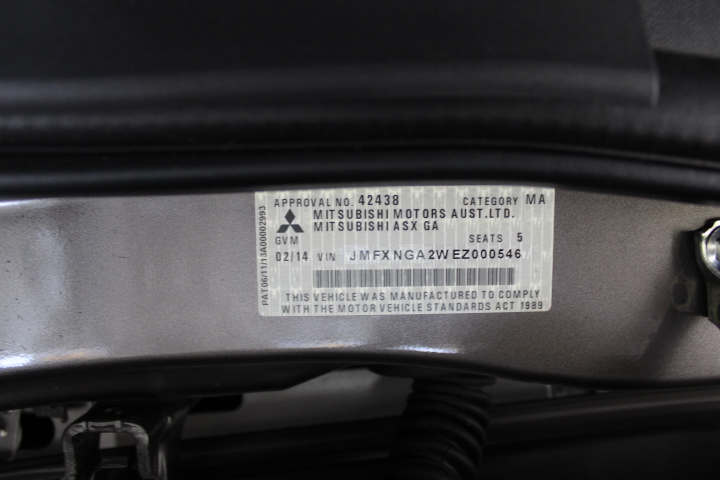 APPROVAL NO. 42438 CATEGORY MA
MITSUBISHI MOTORS AUST.LTD.
MITSUBISHI ASX GA
GVM SEATS 5
02/14 VIN JMFXNGA2WEZ000546
THIS VEHICLE WAS MANUFACTURED TO COMPLY
WITH THE MOTOR VEHICLE STANDARDS ACT 1989
PAT06/11/13A00002993